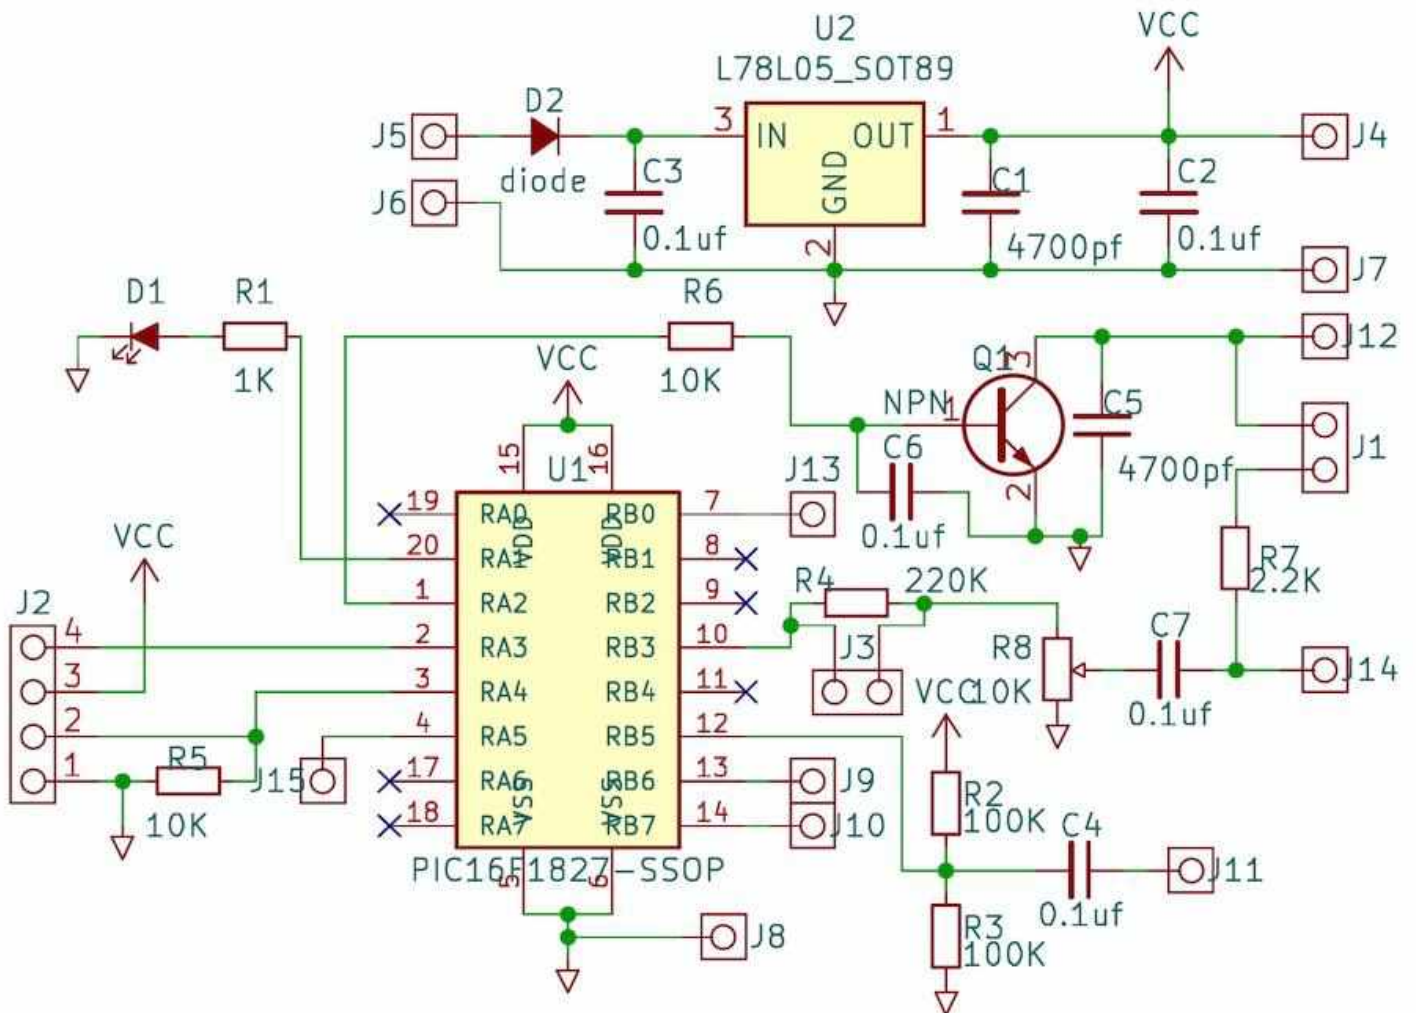 U2
L78L05_SOT89
VCC
D2
J5
diode
J6
C3
0.1uf
3
IN
OUT
1
GND
2
C1
4700pf
C2
0.1uf
J4
J7
D1
R1
1K
R6
10K
VCC
Q1
3
NPN
1
2
C5
4700pf
C6
0.1uf
J12
J1
15
16
U1
J13
19
RA0
VDD
VDD
RB0
7
20
RA1
RB1
8
1
RA2
RB2
9
2
RA3
RB3
10
3
RA4
RB4
11
4
RA5
RB5
12
17
RA6
RB6
13
18
RA7
RB7
14
VSS
VSS
PIC16F1827-SSOP
5
6
VCC
J2
4
3
2
1
R5
10K
J15
R4
220K
J3
R8
10K
VCC
C7
0.1uf
R7
2.2K
J14
J9
J10
R2
100K
C4
0.1uf
J11
R3
100K
J8